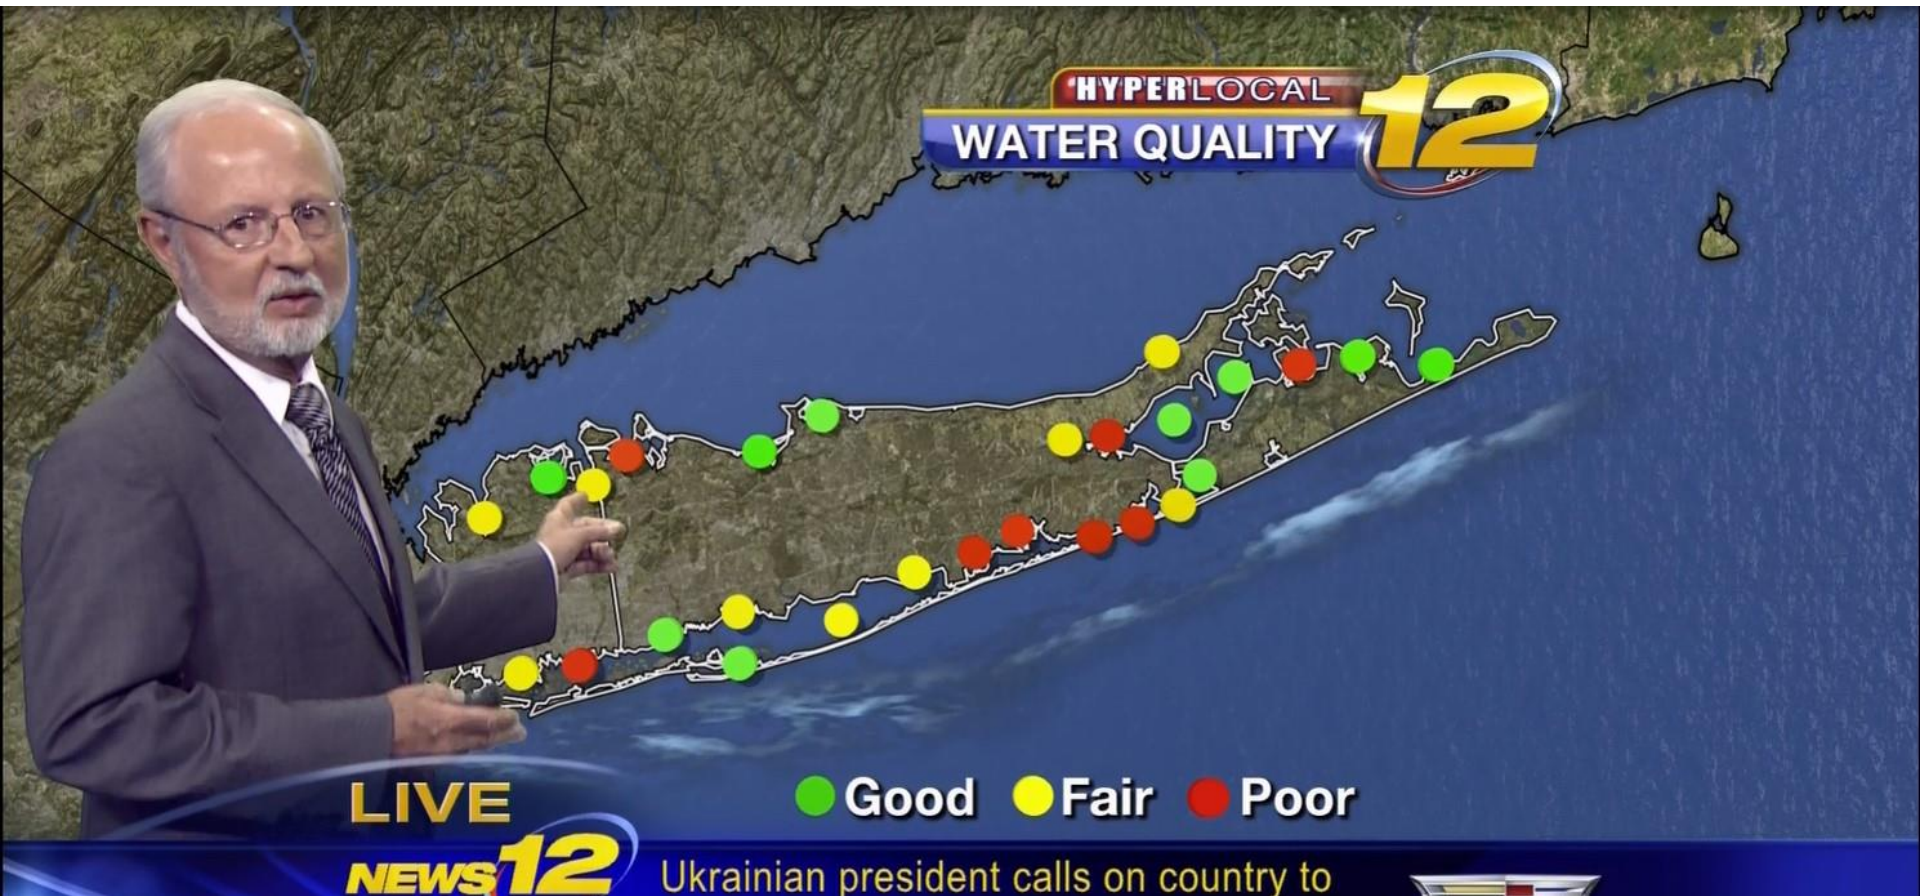 HYPERLOCAL
WATER QUALITY 12
Good Fair Poor
LIVE
NEWS 12
Ukrainian president calls on country to